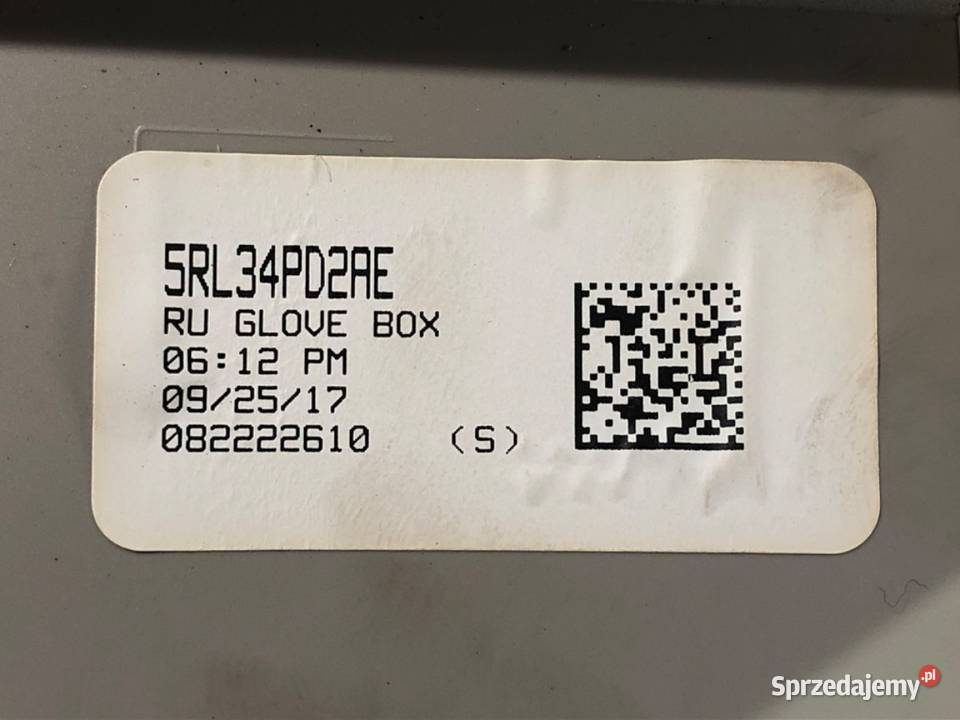 5RL34PD2AE
RU GLOVE BOX
06:12 PM
09/25/17
082222610 (S)
Sprzedajemy.pl